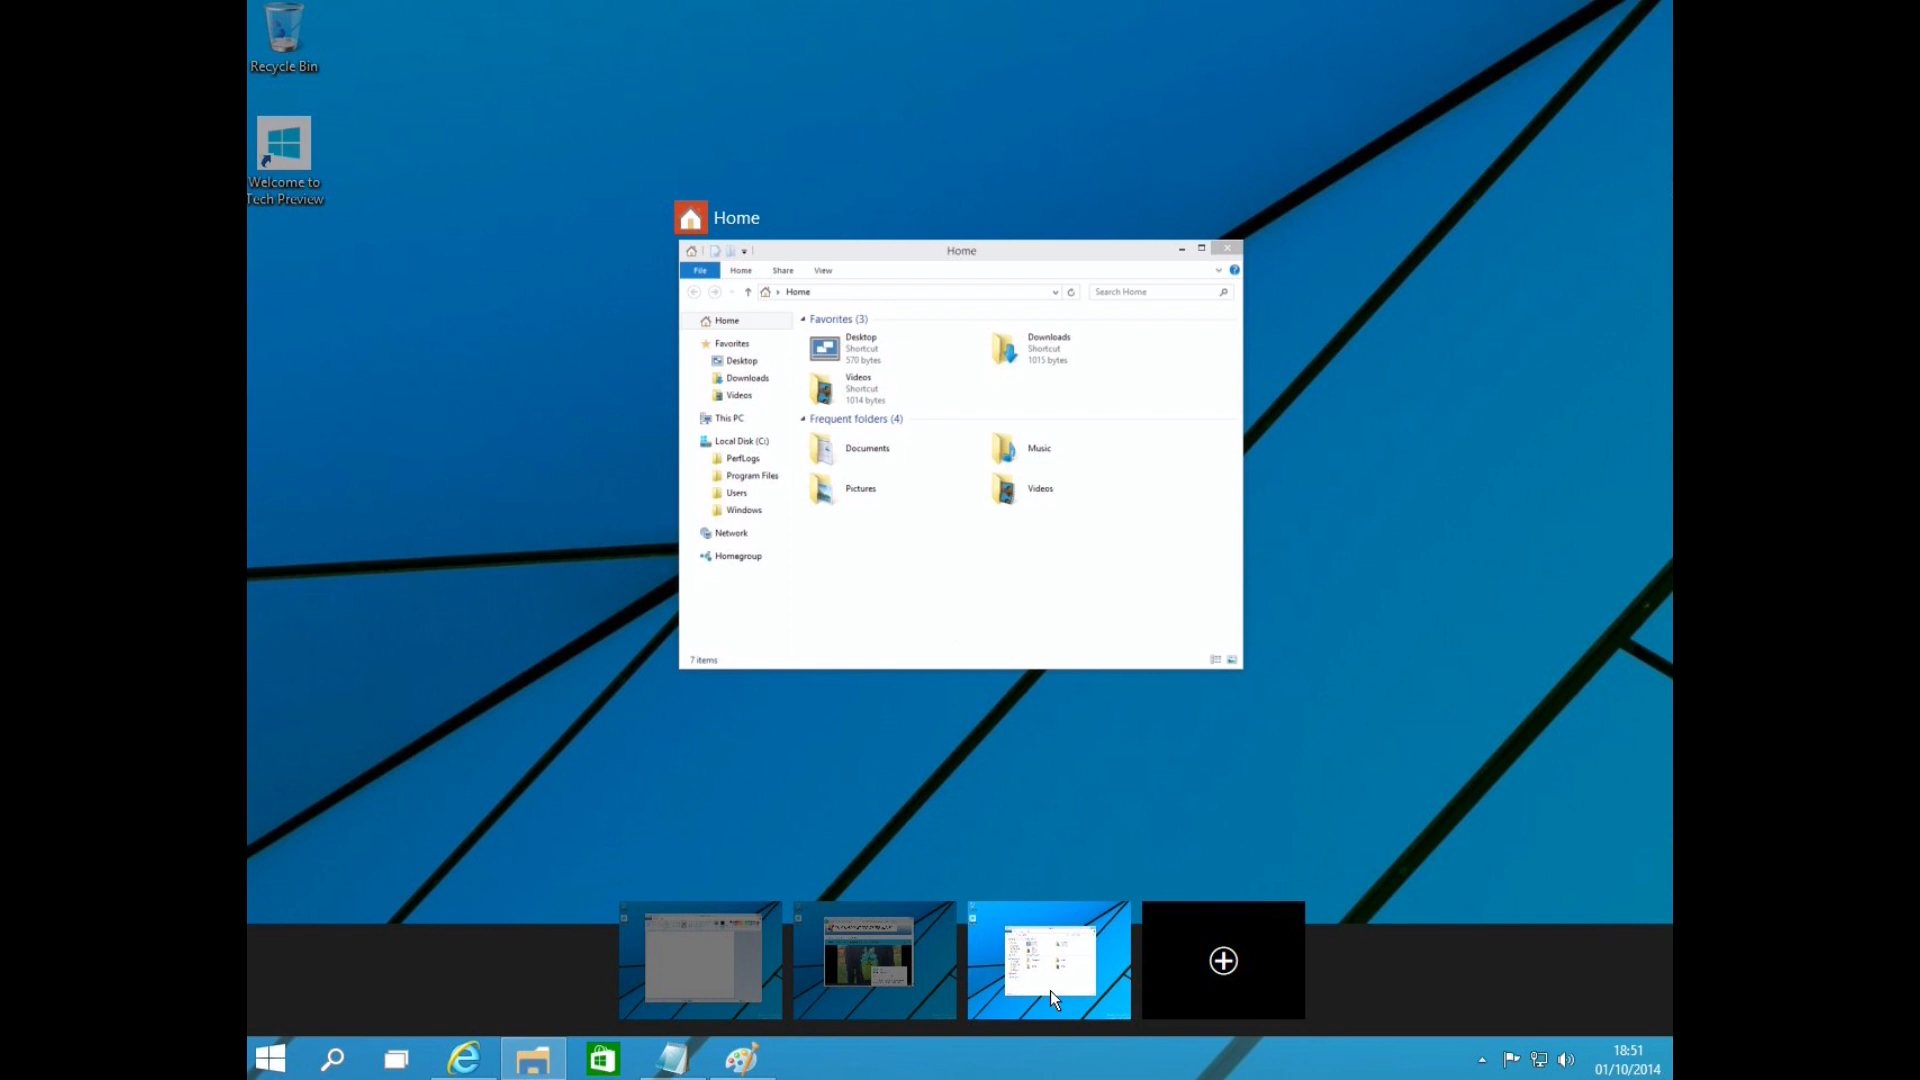 Recycle Bin
Welcome to
Tech Preview
Home
Home
File
Home
Share
View
Home
Search Home
Home
Favorites
Desktop
Downloads
Videos
This PC
Local Disk (C:)
PerfLogs
Program Files
Users
Windows
Network
Homegroup
Favorites (3)
Desktop
Shortcut
570 bytes
Downloads
Shortcut
1015 bytes
Videos
Shortcut
1014 bytes
Frequent folders (4)
Documents
Music
Pictures
Videos
7 items
18:51
01/10/2014